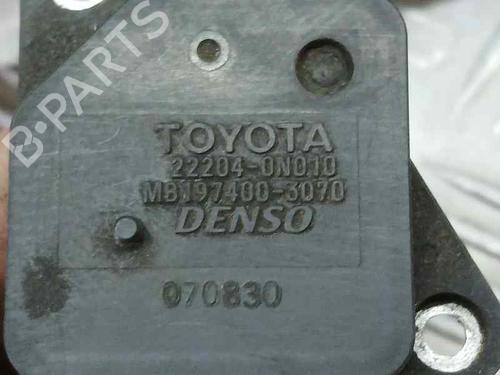 B-PARTS
TOYOTA
22204-0N010
MB197400-3070
DENSO
070830